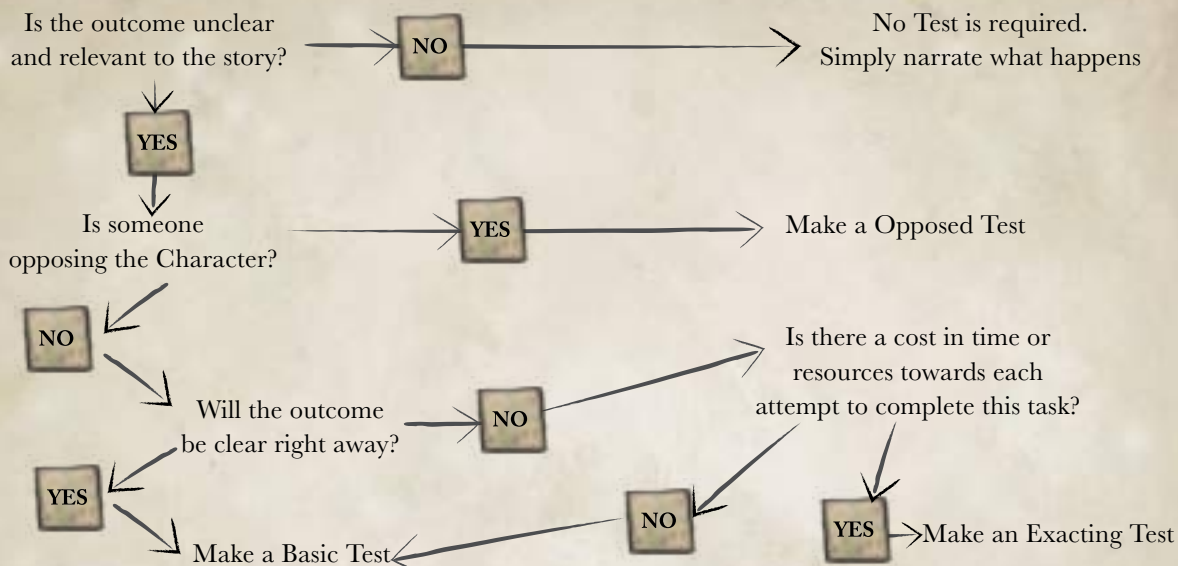 Is the outcome unclear
and relevant to the story?
NO
No Test is required.
Simply narrate what happens
YES
Is someone
opposing the Character?
YES
Make a Opposed Test
NO
Is there a cost in time or
resources towards each
attempt to complete this task?
Will the outcome
be clear right away?
NO
YES
Make a Basic Test
NO
YES
Make an Exacting Test